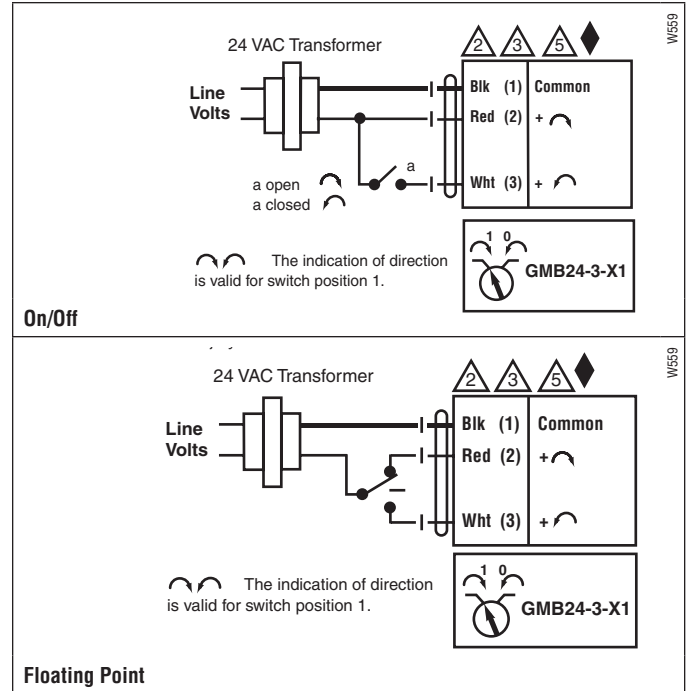 W559
24 VAC Transformer
2 3 5
Line
Volts
Blk (1) Common
Red (2) +
a
Wht (3) +
a open
a closed
1 0
GMB24-3-X1
The indication of direction
is valid for switch position 1.
On/Off
W559
24 VAC Transformer
2 3 5
Line
Volts
Blk (1) Common
Red (2) +
Wht (3) +
1 0
GMB24-3-X1
The indication of direction
is valid for switch position 1.
Floating Point